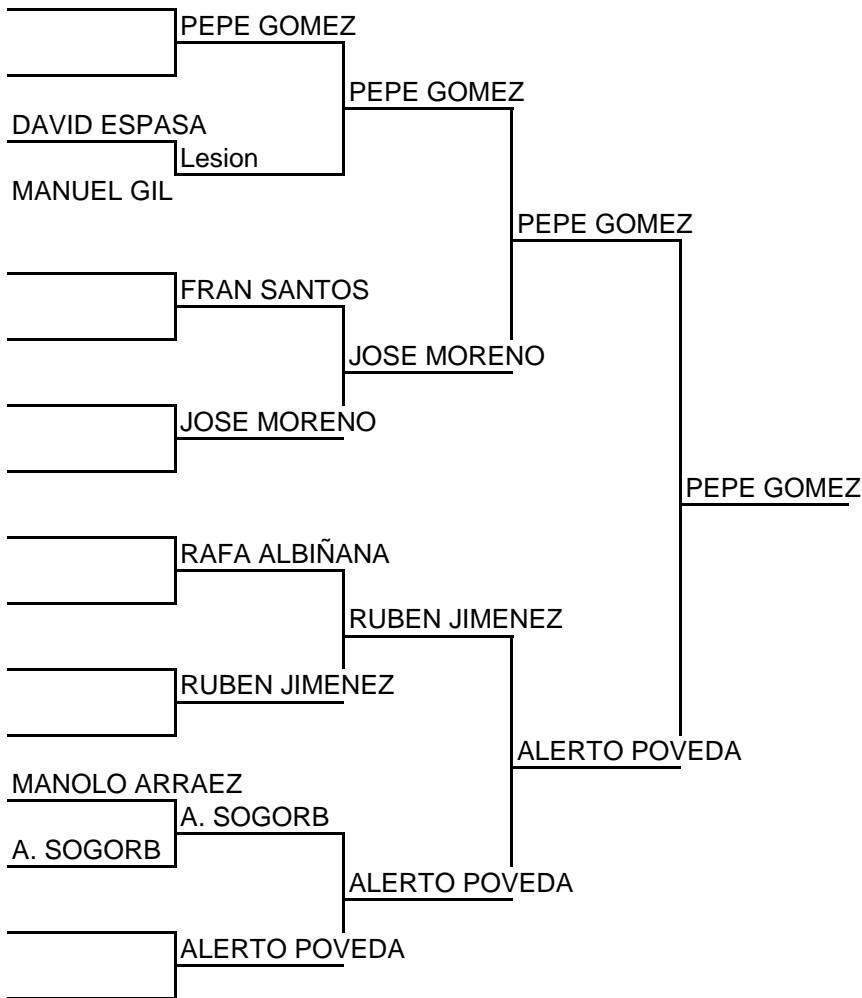 PEPE GOMEZ
PEPE GOMEZ
DAVID ESPASA
Lesion
MANUEL GIL
PEPE GOMEZ
FRAN SANTOS
JOSE MORENO
JOSE MORENO
PEPE GOMEZ
RAFA ALBIÑANA
RUBEN JIMENEZ
RUBEN JIMENEZ
ALERTO POVEDA
MANOLO ARRAEZ
A. SOGORB
A. SOGORB
ALERTO POVEDA
ALERTO POVEDA